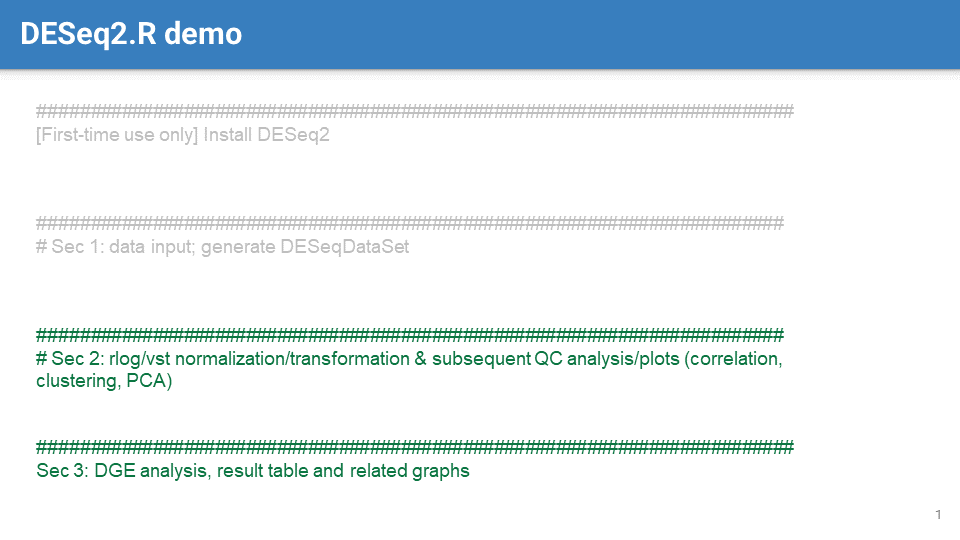 DESeq2.R demo
########################################################################
[First-time use only] Install DESeq2
#######################################################################
# Sec 1: data input; generate DESeqDataSet
#######################################################################
# Sec 2: rlog/vst normalization/transformation & subsequent QC analysis/plots (correlation,
clustering, PCA)
########################################################################
Sec 3: DGE analysis, result table and related graphs
1